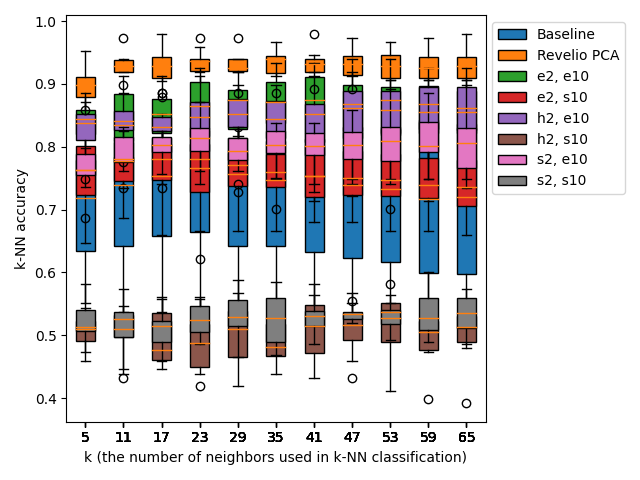 1.0
0.9
0.8
0.7
0.6
0.5
0.4
k-NN accuracy
5 11 17 23 29 35 41 47 53 59 65
k (the number of neighbors used in k-NN classification)
Baseline
Revelio PCA
e2, e10
e2, s10
h2, e10
h2, s10
s2, e10
s2, s10